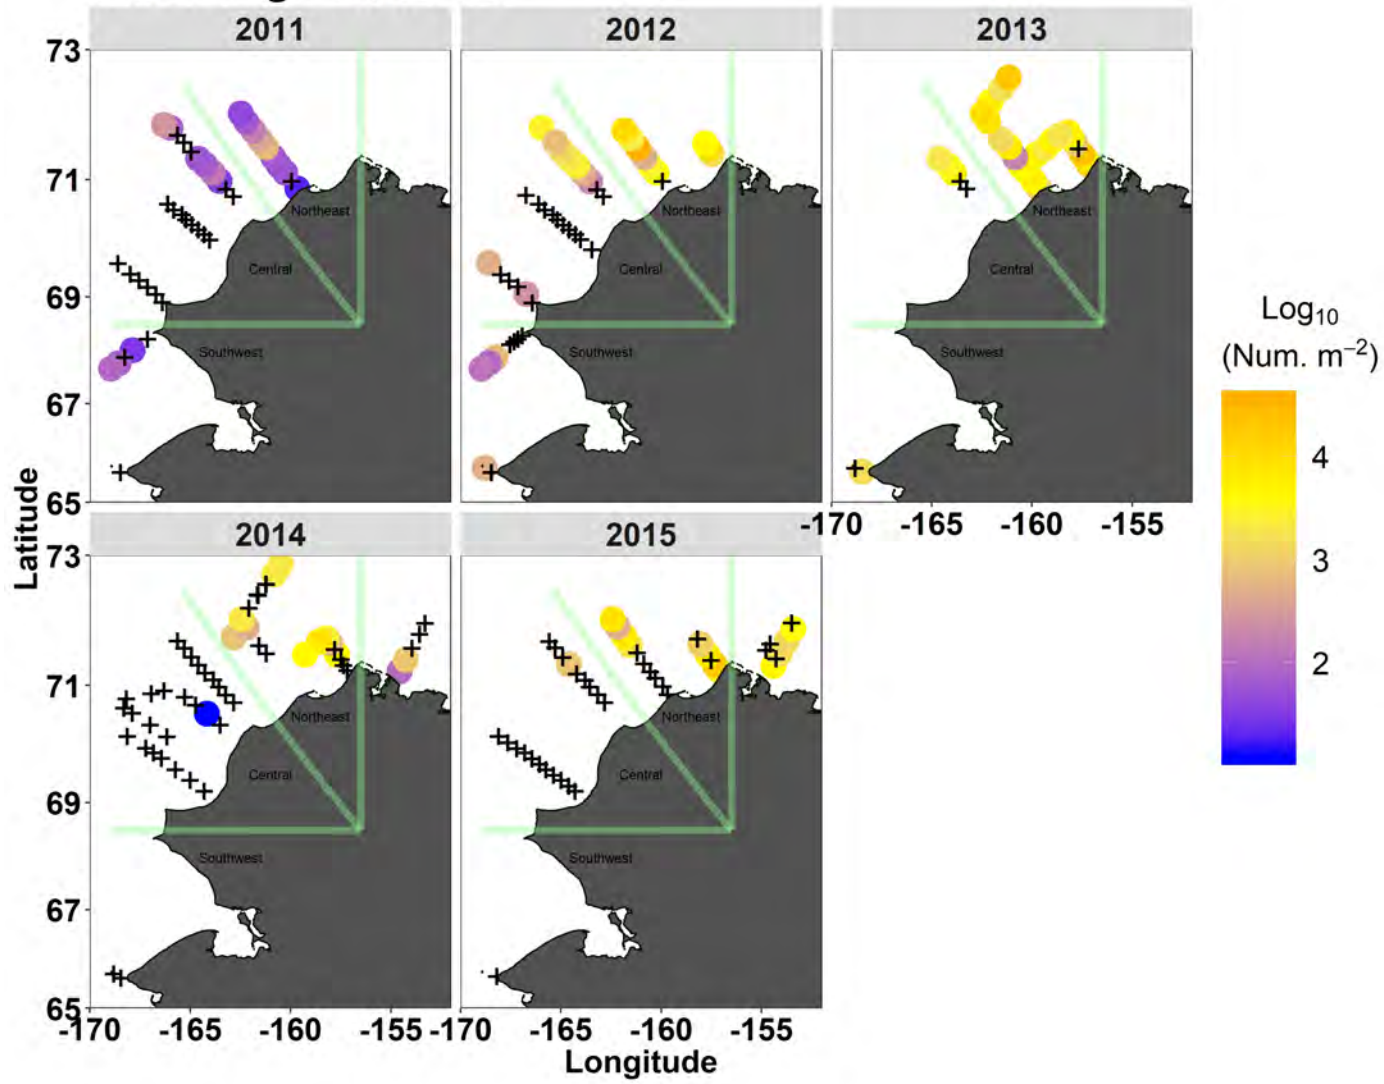 2011
2012
2013
73
71
69
67
65
Northeast
Central
Southwest
Northeast
Central
Southwest
Northeast
Central
Southwest
-170
-165
-160
-155
2014
2015
73
71
69
67
65
Northeast
Central
Southwest
Northeast
Central
Southwest
-170
-165
-160
-155
-170
-165
-160
-155
Latitude
Longitude
Log₁₀
(Num. m⁻²)
4
3
2